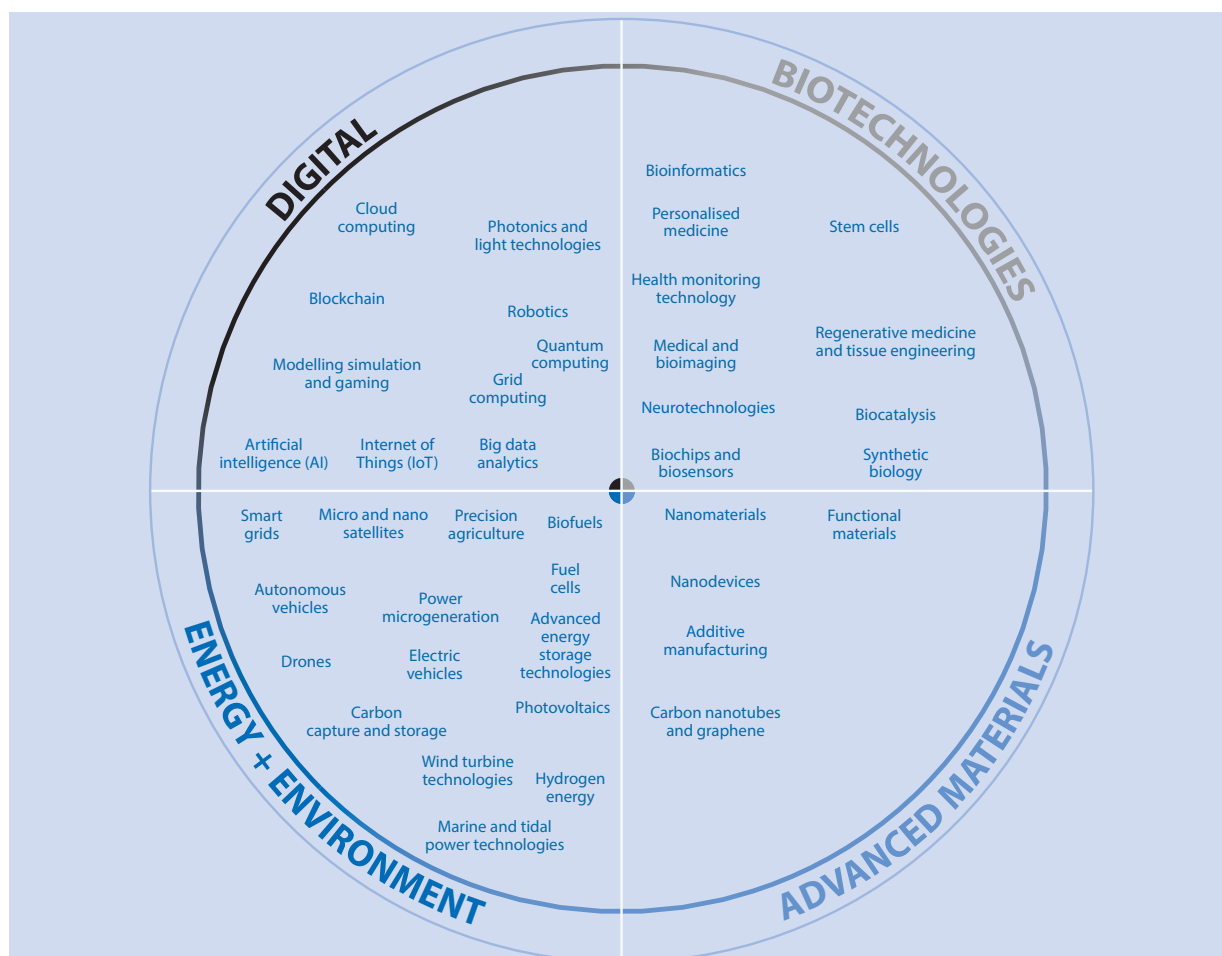 DIGITAL
Cloud
computing
Photonics and
light technologies
Blockchain
Robotics
Quantum
computing
Modelling simulation
and gaming
Grid
computing
Artificial
intelligence (AI)
Internet of
Things (IoT)
Big data
analytics
BIOTECHNOLOGIES
Bioinformatics
Personalised
medicine
Stem cells
Health monitoring
technology
Regenerative medicine
and tissue engineering
Medical and
bioimaging
Neurotechnologies
Biocatalysis
Biochips and
biosensors
Synthetic
biology
ENERGY + ENVIRONMENT
Smart
grids
Micro and nano
satellites
Precision
agriculture
Biofuels
Fuel
cells
Autonomous
vehicles
Power
microgeneration
Advanced
energy
storage
technologies
Drones
Electric
vehicles
Photovoltaics
Carbon
capture and storage
Wind turbine
technologies
Hydrogen
energy
Marine and tidal
power technologies
ADVANCED MATERIALS
Nanomaterials
Functional
materials
Nanodevices
Additive
manufacturing
Carbon nanotubes
and graphene